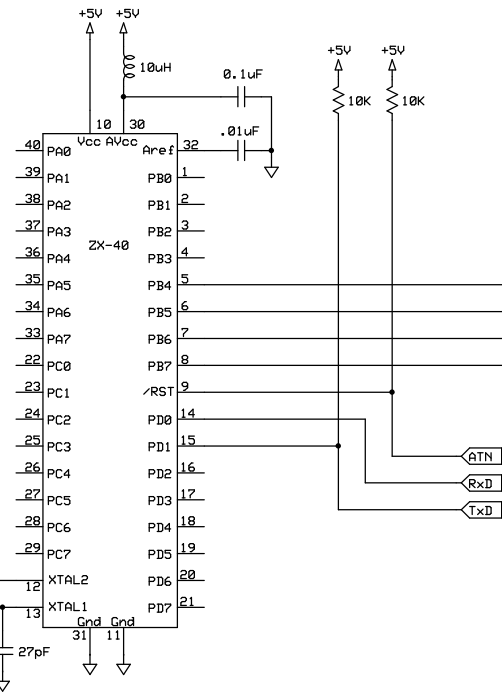 +5V +5V
10uH
0.1uF
+5V +5V
10K 10K
10 30
Vcc AVcc
.01uF
40 PA0 Aref 32
39 PA1 PB0 1
38 PA2 PB1 2
37 PA3 PB2 3
ZX-40
36 PA4 PB3 4
35 PA5 PB4 5
34 PA6 PB5 6
33 PA7 PB6 7
22 PC0 PB7 8
23 PC1 /RST 9
24 PC2 PD0 14
25 PC3 PD1 15
ATN
26 PC4 PD2 16
RxD
27 PC5 PD3 17
TxD
28 PC6 PD4 18
29 PC7 PD5 19
12 XTAL2 PD6 20
13 XTAL1 PD7 21
Gnd Gnd
31 11
27pF